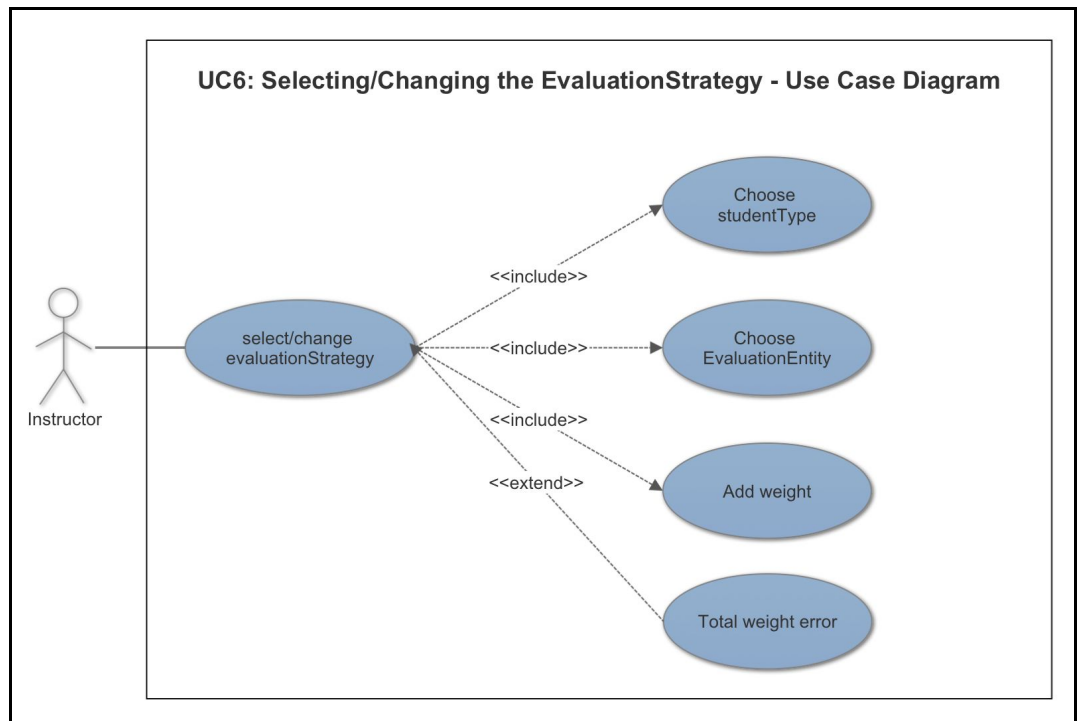 UC6: Selecting/Changing the EvaluationStrategy - Use Case Diagram
Choose
studentType
<<include>>
select/change
evaluationStrategy
<<include>>
Choose
EvaluationEntity
Instructor
<<include>>
<<extend>>
Add weight
Total weight error